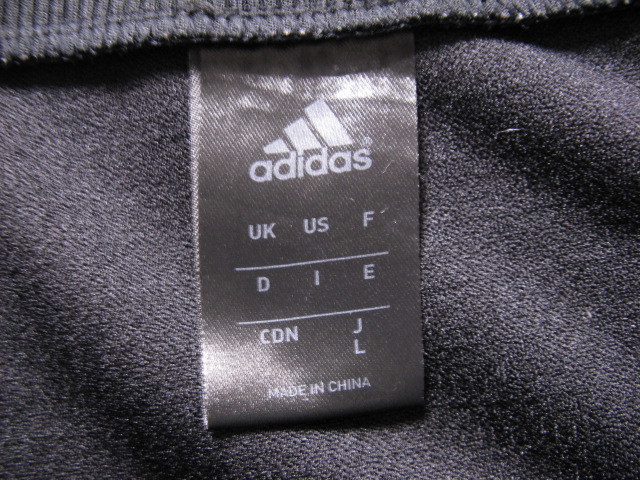 adidas
UK US F
D I E
CDN J
L
MADE IN CHINA